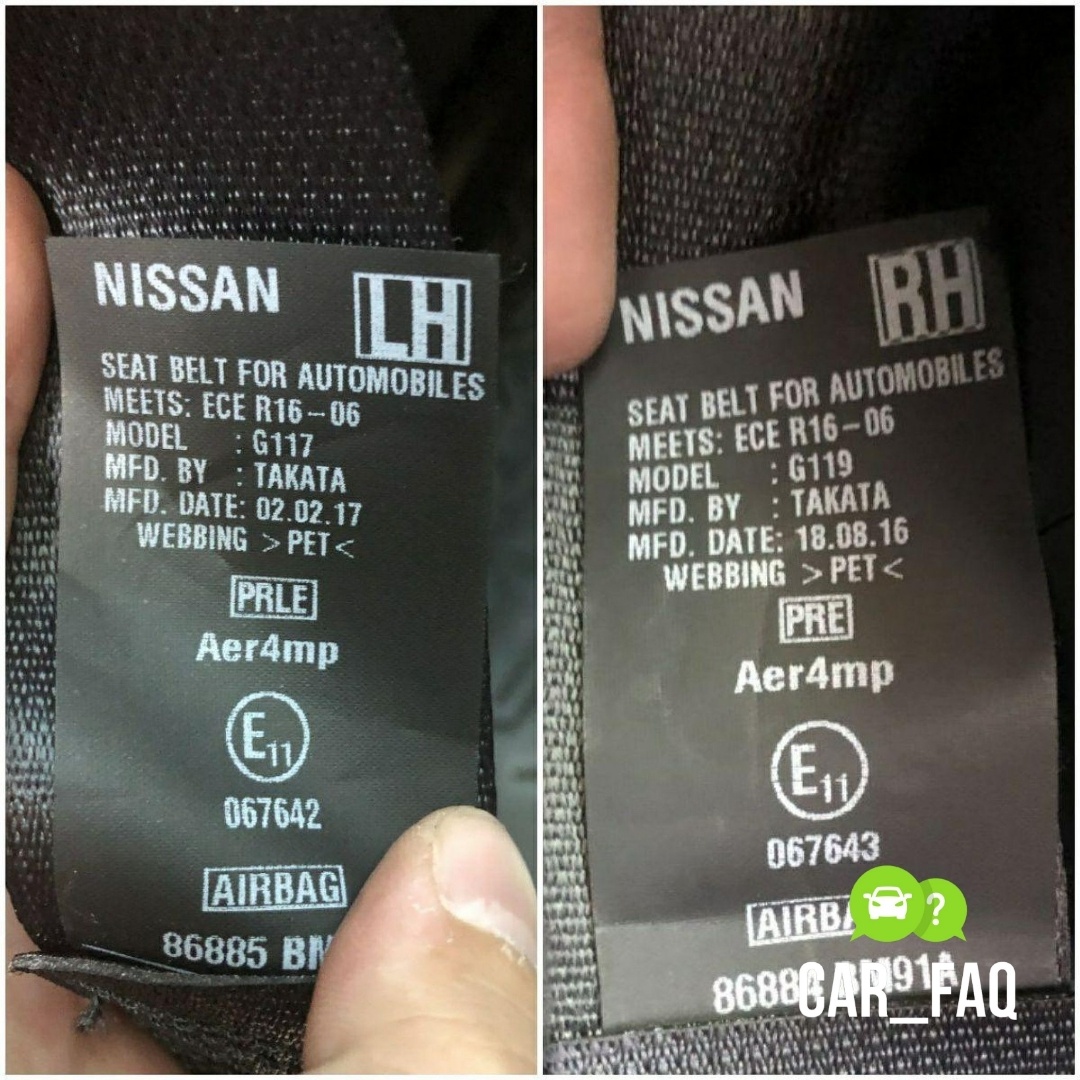 NISSAN LH
SEAT BELT FOR AUTOMOBILES
MEETS: ECE R16-06
MODEL : G117
MFD. BY : TAKATA
MFD. DATE: 02.02.17
WEBBING >PET<
PRLE
Aer4mp
E11
067642
AIRBAG
86885
NISSAN RH
SEAT BELT FOR AUTOMOBILES
MEETS: ECE R16-06
MODEL : G119
MFD. BY : TAKATA
MFD. DATE: 18.08.16
WEBBING >PET<
PRE
Aer4mp
E11
067643
?
CAR_FAQ